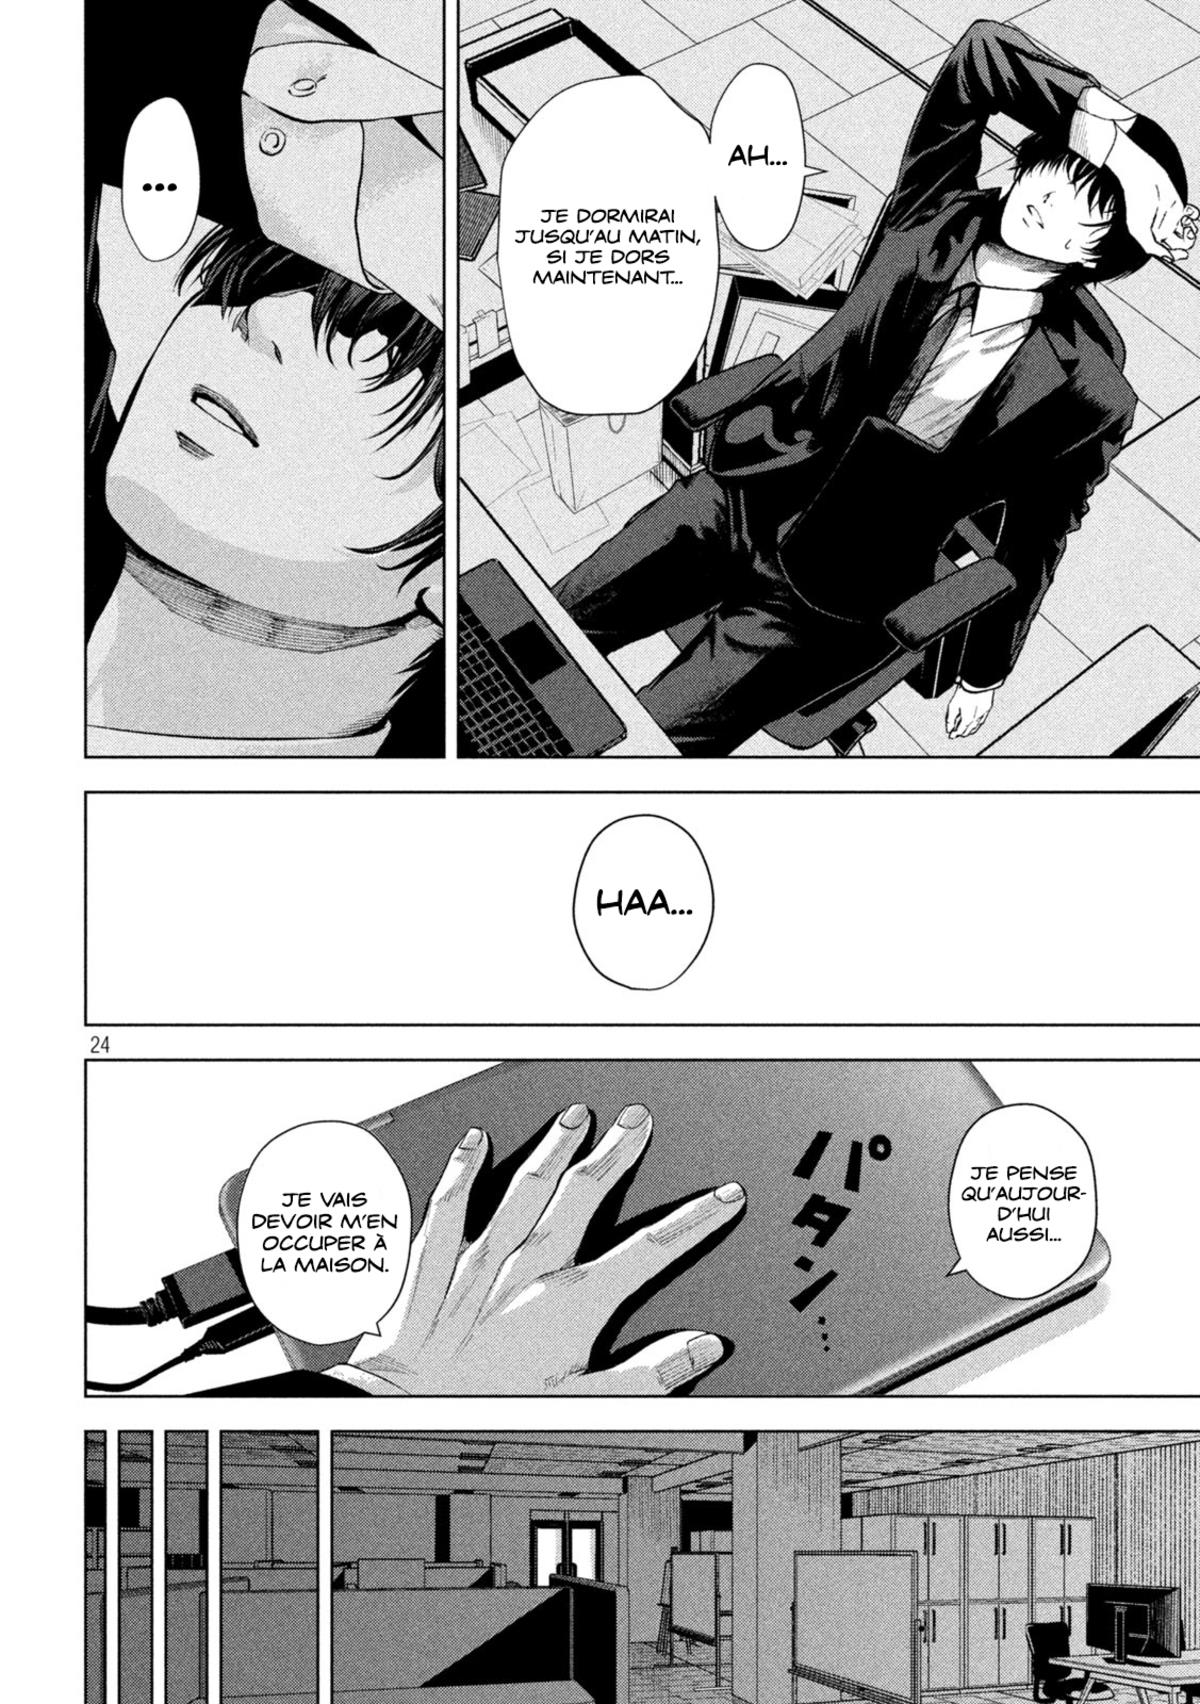 AH...
JE DORMIRAI
JUSQU'AU MATIN,
SI JE DORS
MAINTENANT...
...
HAA...
24
JE PENSE
QU'AUJOUR-
D'HUI
AUSSI...
パタン...
JE VAIS
DEVOIR M'EN
OCCUPER À
LA MAISON.